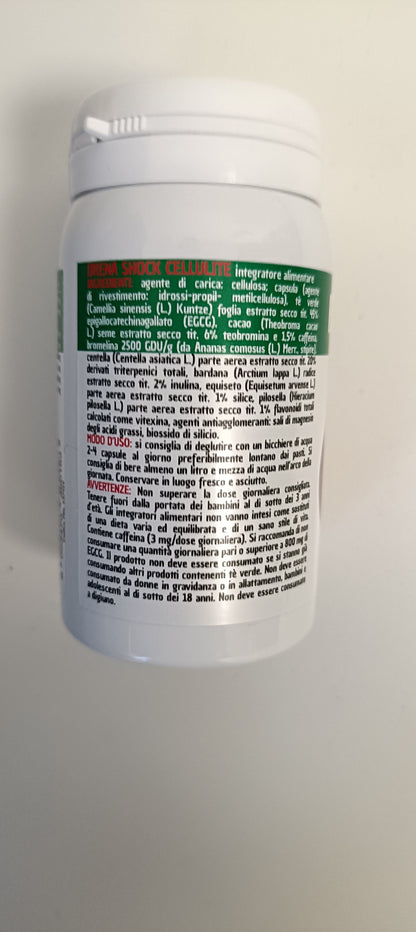 DRENA SHOCK CELLULITE integratore alimentare
INGREDIENTI: agente di carica: cellulosa; capsula (agente
di rivestimento: idrossi-propil- metilcellulosa), tè verde
(Camellia sinensis (L.) Kuntze) foglia estratto secco tit. 45%
epigallocatechingallato (EGCG), cacao (Theobroma cacao
L.) seme estratto secco tit. 6% teobromina e 1,5% caffeina,
bromelina 2500 GDU/g (da Ananas comosus (L.) Merr, stipite),
centella (Centella asiatica L.) parte aerea estratto secco tit. 20%
derivati triterpenici totali, bardana (Arctium lappa L.) radice
estratto secco tit. 2% inulina, equiseto (Equisetum arvense L.)
parte aerea estratto secco tit. 1% silice, pilosella (Hieracium
pilosella L.) parte aerea estratto secco tit. 1% flavonoidi totali
calcolati come vitexina, agenti antiagglomeranti: sali di magnesio
degli acidi grassi, biossido di silicio.
MODO D'USO: si consiglia di deglutire con un bicchiere di acqua
2-4 capsule al giorno preferibilmente lontano dai pasti. Si
consiglia di bere almeno un litro e mezza di acqua nell'arco della
giornata. Conservare in luogo fresco e asciutto.
AVVERTENZE: Non superare la dose giornaliera consigliata.
Tenere fuori dalla portata dei bambini al di sotto dei 3 anni
d'età. Gli integratori alimentari non vanno intesi come sostituti
di una dieta varia ed equilibrata e di un sano stile di vita.
Contiene caffeina (3 mg/dose giornaliera). Si raccomanda di non
consumare una quantità giornaliera pari o superiore a 800 mg di
EGCG. Il prodotto non deve essere consumato se si stanno già
consumando altri prodotti contenenti tè verde. Non deve essere
consumato da donne in gravidanza o in allattamento, bambini e
adolescenti al di sotto dei 18 anni. Non deve essere consumato
a digiuno.